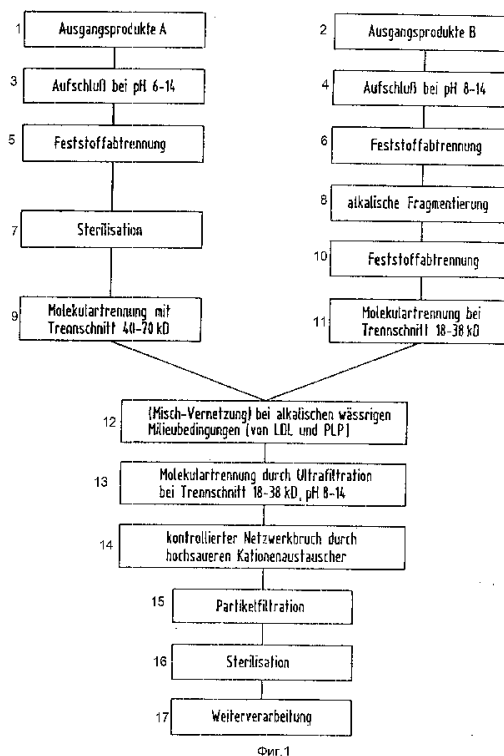 1 Ausgangsprodukte A
2 Ausgangsprodukte B
3 Aufschluß bei pH 6-14
4 Aufschluß bei pH 8-14
5 Feststoffabtrennung
6 Feststoffabtrennung
8 alkalische Fragmentierung
7 Sterilisation
10 Feststoffabtrennung
9 Molekulartrennung mit
Trennschnitt 40-70 kD
11 Molekulartrennung bei
Trennschnitt 18-38 kD
12 (Misch-Vernetzung) bei alkalischen wässrigen
Milieubedingungen (von LDL und PLP)
13 Molekulartrennung durch Ultrafiltration
bei Trennschnitt 18-38 kD, pH 8-14
14 kontrollierter Netzwerkbruch durch
hochsaueren Kationenaustauscher
15 Partikelfiltration
16 Sterilisation
17 Weiterverarbeitung
Фиг.1